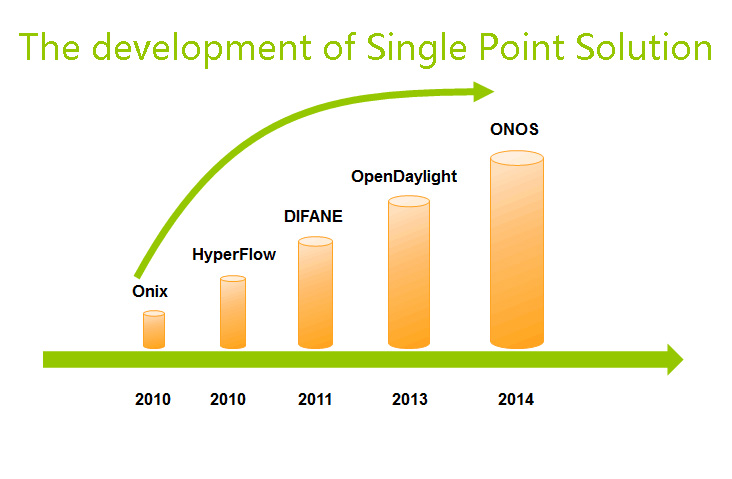 The development of Single Point Solution
ONOS
OpenDaylight
DIFANE
HyperFlow
Onix
2010 2010 2011 2013 2014